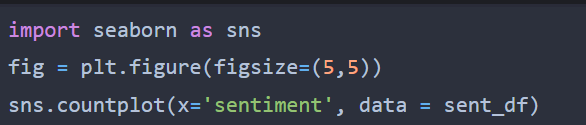 import seaborn as sns
fig = plt.figure(figsize=(5,5))
sns.countplot(x='sentiment', data = sent_df)